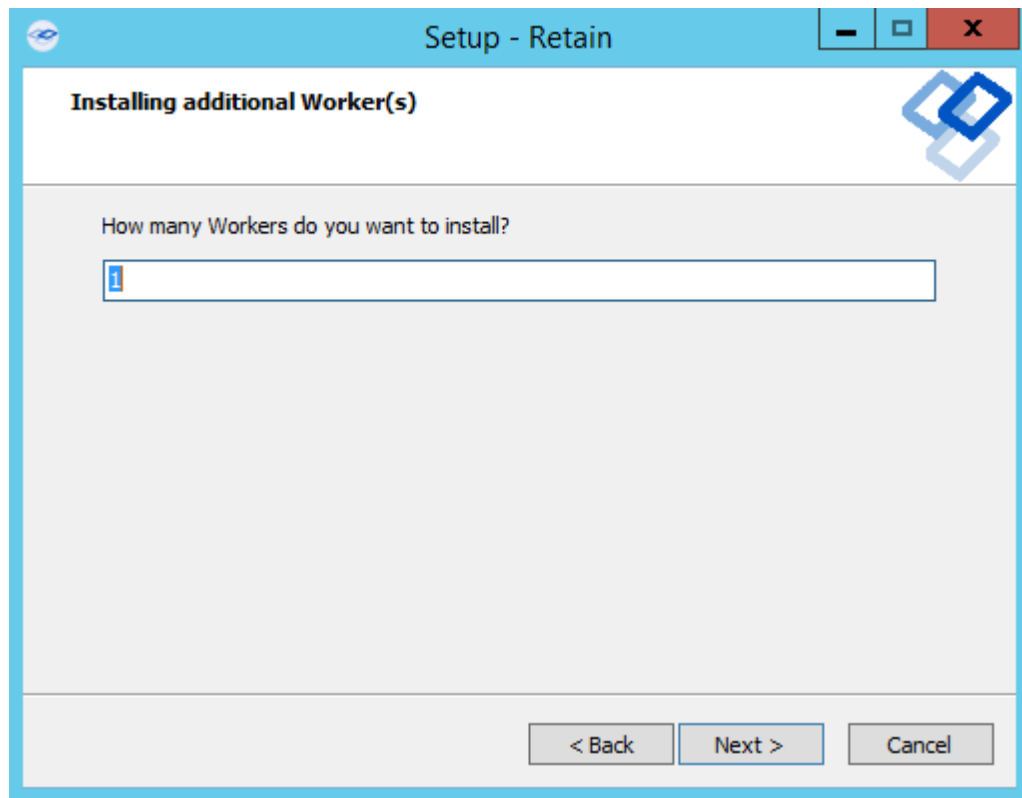 Setup - Retain
Installing additional Worker(s)
How many Workers do you want to install?
1
< Back
Next >
Cancel